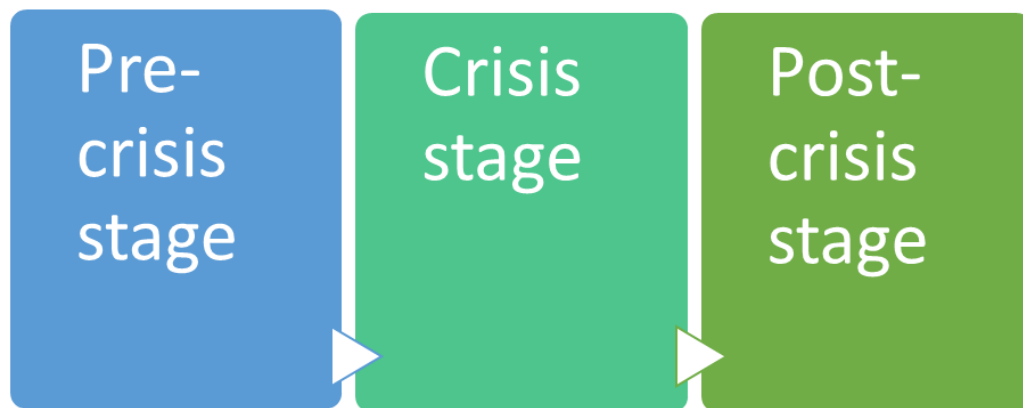 Pre-
crisis
stage
Crisis
stage
Post-
crisis
stage